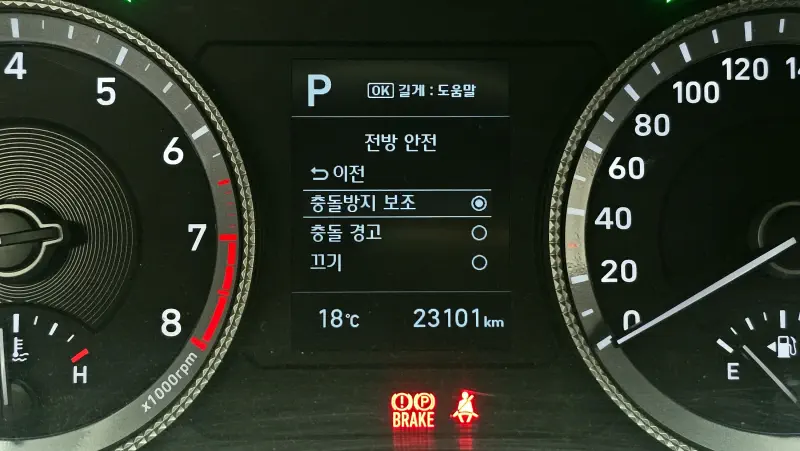 4
5
6
7
8
x1000rpm
H
P OK 길게 : 도움말
전방 안전
이전
충돌방지 보조
충돌 경고
끄기
18℃ 23101km
P
BRAKE
120
100
80
60
40
20
0
E